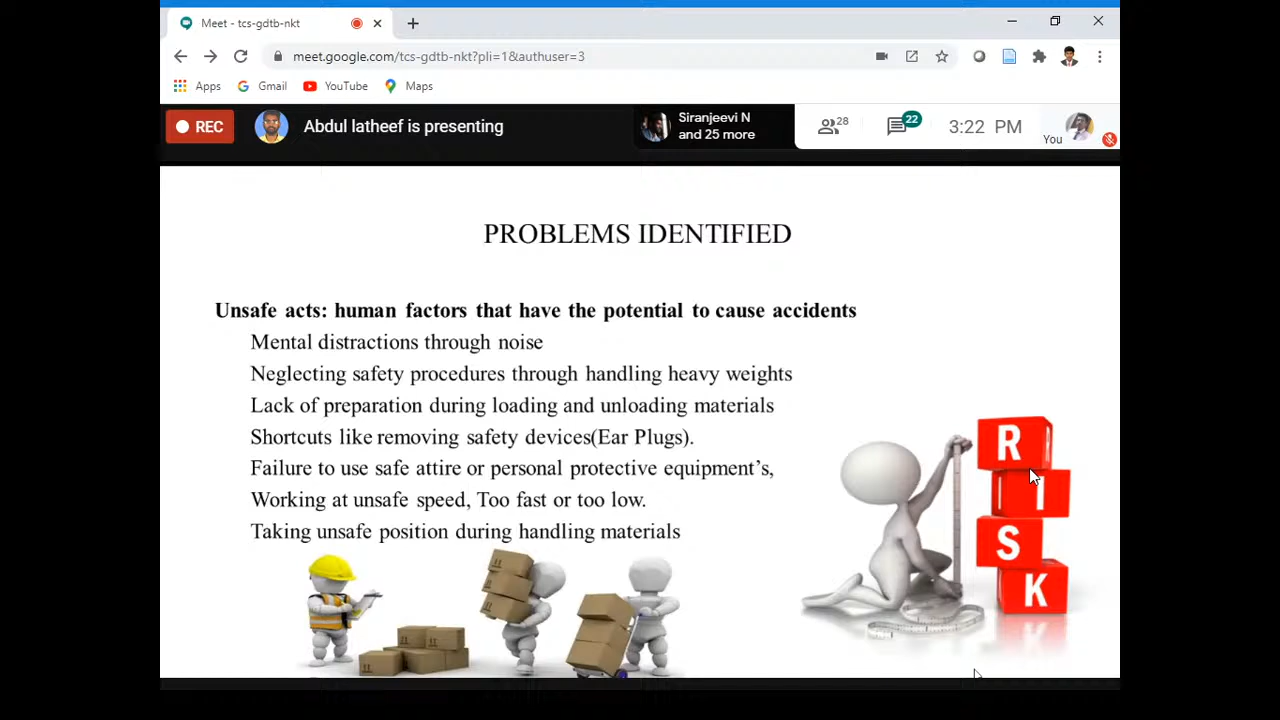 Meet - tcs-gdtb-nkt
meet.google.com/tcs-gdtb-nkt?pli=1&authuser=3
Apps Gmail YouTube Maps
REC Abdul latheef is presenting
Siranjeevi N
and 25 more
28
22
3:22 PM
You
PROBLEMS IDENTIFIED
Unsafe acts: human factors that have the potential to cause accidents
Mental distractions through noise
Neglecting safety procedures through handling heavy weights
Lack of preparation during loading and unloading materials
Shortcuts like removing safety devices(Ear Plugs).
Failure to use safe attire or personal protective equipment's,
Working at unsafe speed, Too fast or too low.
Taking unsafe position during handling materials
R
I
S
K